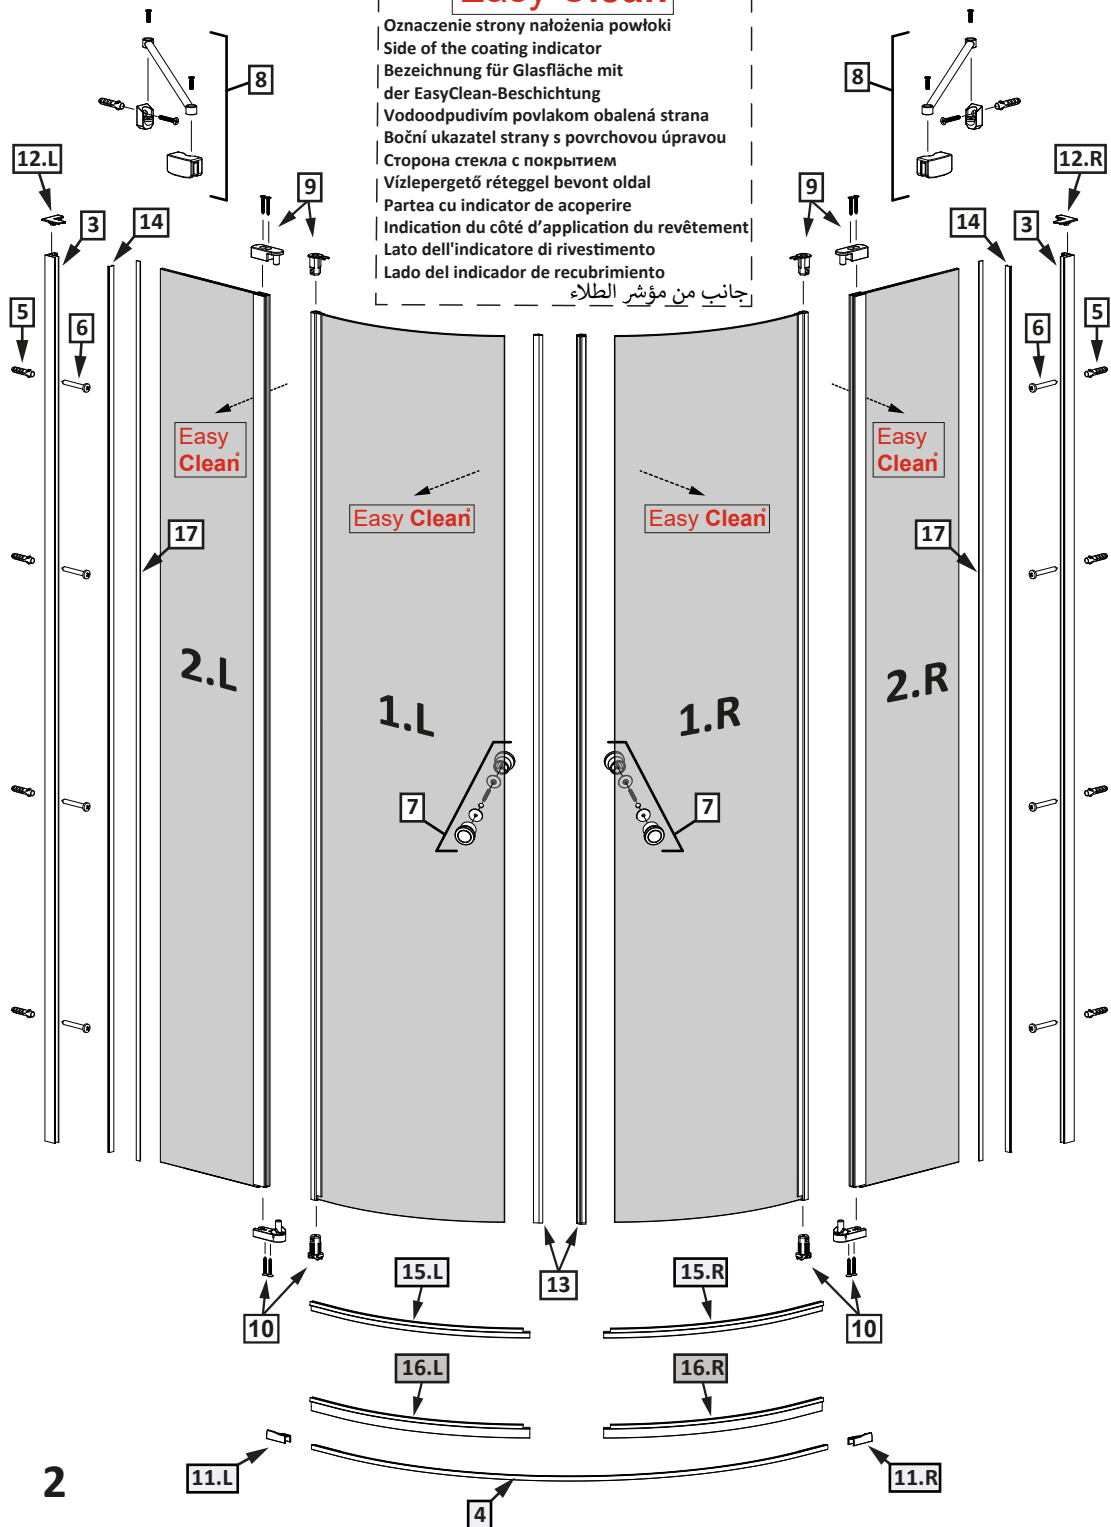 Easy Clean
Oznaczenie strony nałożenia powłoki
Side of the coating indicator
Bezeichnung für Glasfläche mit
der EasyClean-Beschichtung
Vodoodpudivím povlakom obalená strana
Boční ukazatel strany s povrchovou úpravou
Сторона стекла с покрытием
Vízlepergető réteggel bevont oldal
Partea cu indicator de acoperire
Indication du côté d'application du revêtement
Lato dell'indicatore di rivestimento
Lado del indicador de recubrimiento
جانب من مؤشر الطلاء
8
8
12.L
9
9
12.R
3
14
14
3
5
6
6
5
Easy
Clean
Easy
Clean
Easy Clean
Easy Clean
17
17
2.L
1.L
1.R
2.R
7
7
15.L
13
15.R
10
10
16.L
16.R
11.L
11.R
4
2